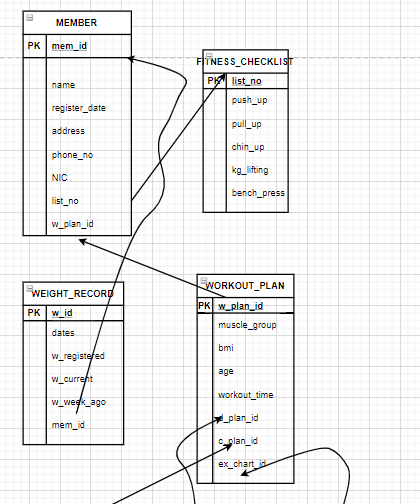 MEMBER
PK mem_id
name
register_date
address
phone_no
NIC
list_no
w_plan_id
FITNESS_CHECKLIST
PK list_no
push_up
pull_up
chin_up
kg_lifting
bench_press
WEIGHT_RECORD
PK w_id
dates
w_registered
w_current
w_week_ago
mem_id
WORKOUT_PLAN
PK w_plan_id
muscle_group
bmi
age
workout_time
d_plan_id
c_plan_id
ex_chart_id